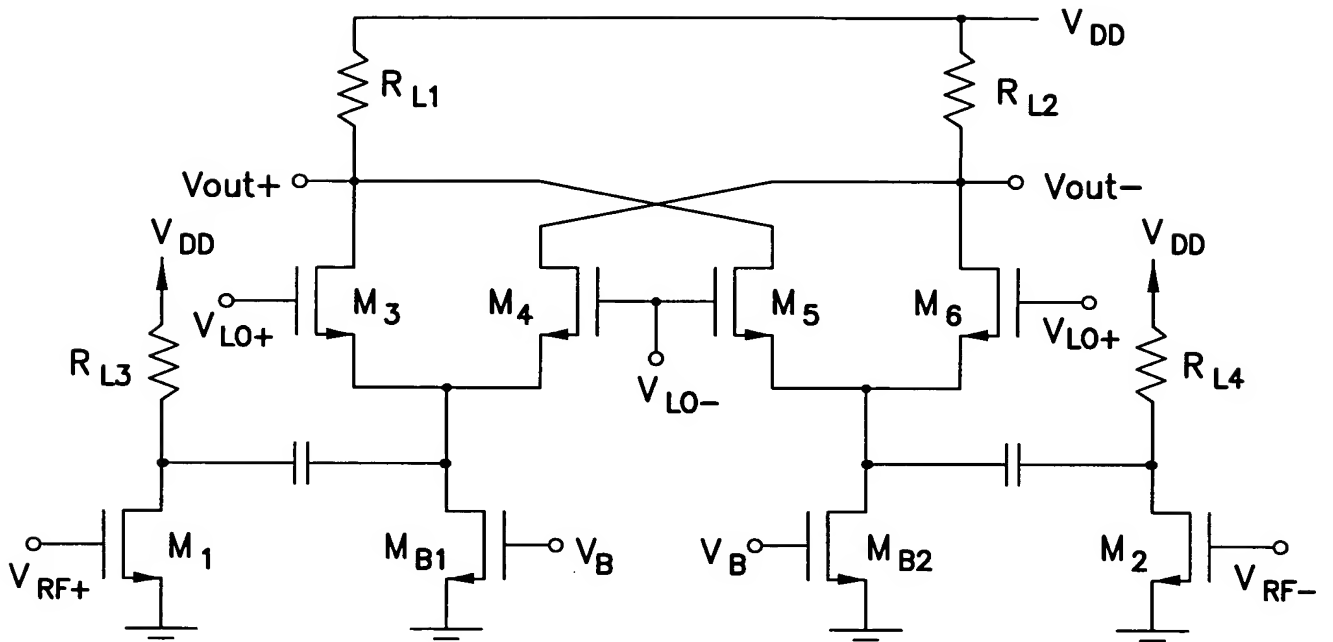 V DD
R L1
R L2
Vout+
Vout-
V DD
V DD
M 3
M 4
M 5
M 6
V LO+
V LO-
V LO+
R L3
R L4
M 1
M B1
V B
V B
M B2
M 2
V RF+
V RF-